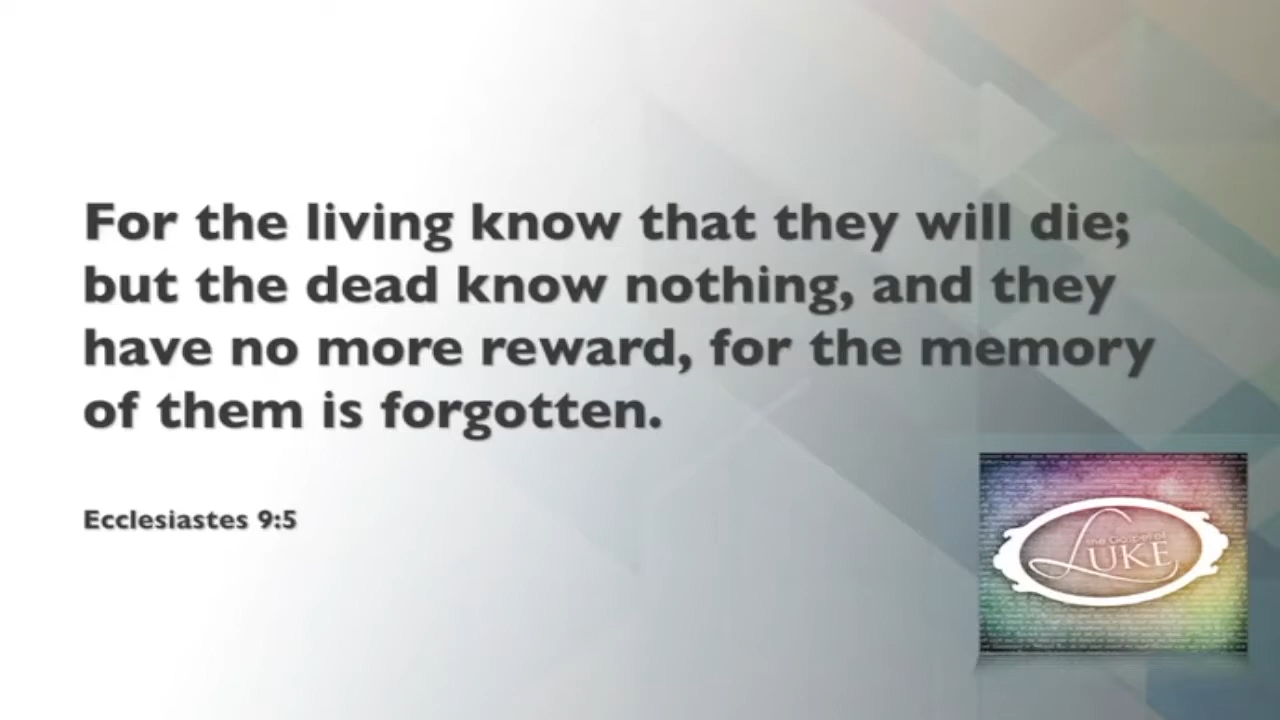 For the living know that they will die;
but the dead know nothing, and they
have no more reward, for the memory
of them is forgotten.
Ecclesiastes 9:5
the Gospel of
LUKE